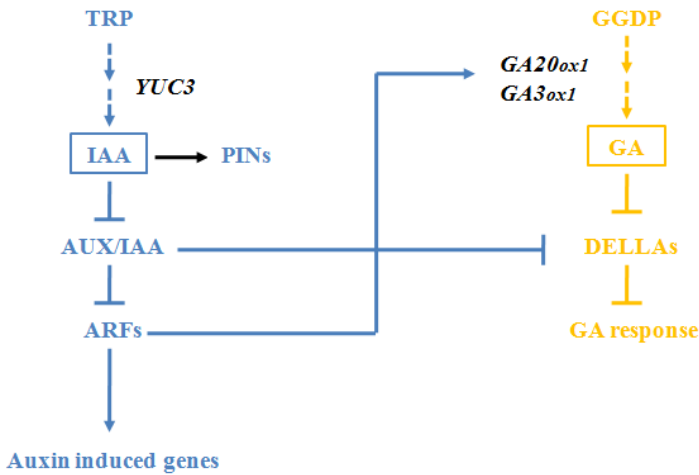 TRP
GGDP
YUC3
GA20ox1
GA3ox1
IAA
PINs
GA
AUX/IAA
DELLAs
ARFs
GA response
Auxin induced genes